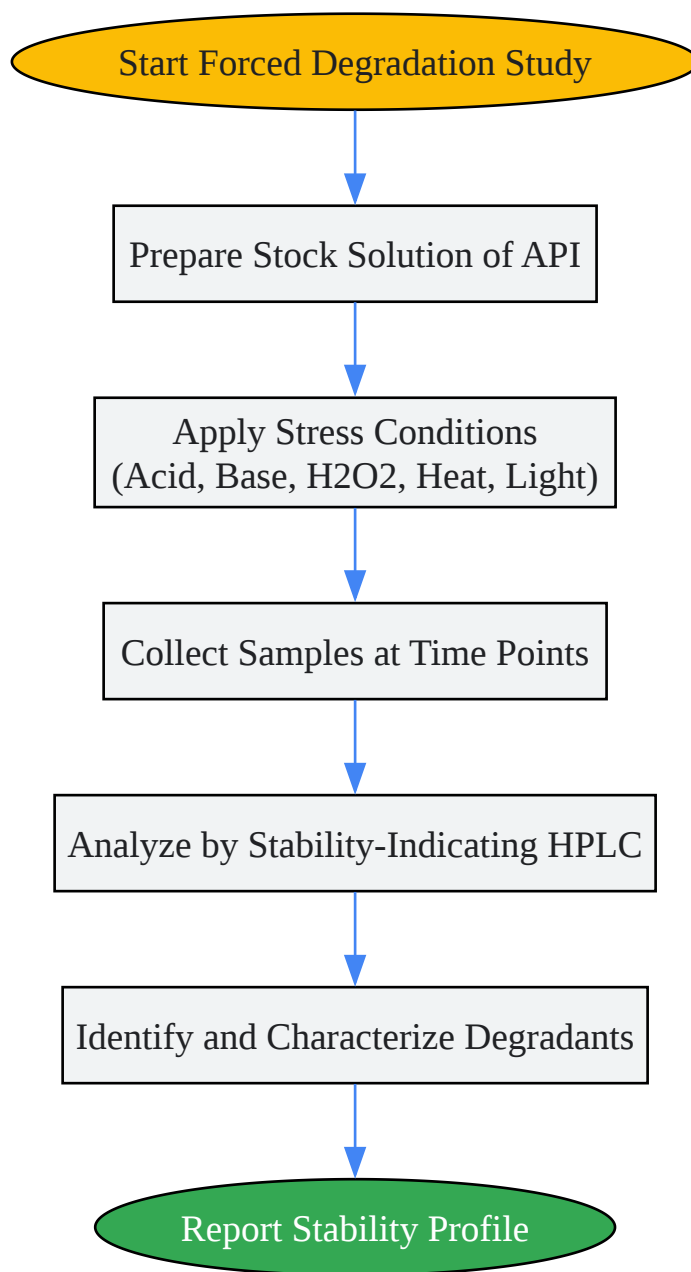 Start Forced Degradation Study
Prepare Stock Solution of API
Apply Stress Conditions
(Acid, Base, H2O2, Heat, Light)
Collect Samples at Time Points
Analyze by Stability-Indicating HPLC
Identify and Characterize Degradants
Report Stability Profile